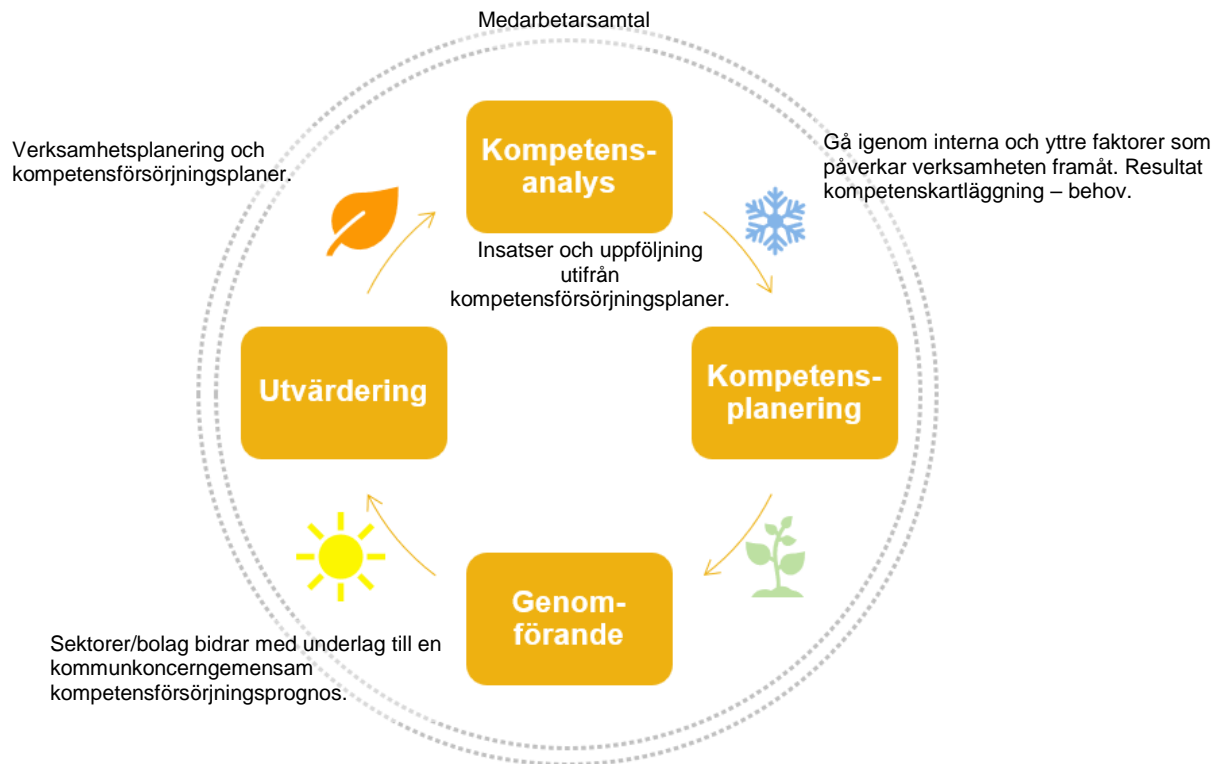 Medarbetarsamtal
Verksamhetsplanering och
kompetensförsörjningsplaner.
Kompetens-
analys
Gå igenom interna och yttre faktorer som
påverkar verksamheten framåt. Resultat
kompetenskartläggning – behov.
Insatser och uppföljning
utifrån
kompetensförsörjningsplaner.
Utvärdering
Kompetens-
planering
Genom-
förande
Sektorer/bolag bidrar med underlag till en
kommunkoncerngemensam
kompetensförsörjningsprognos.